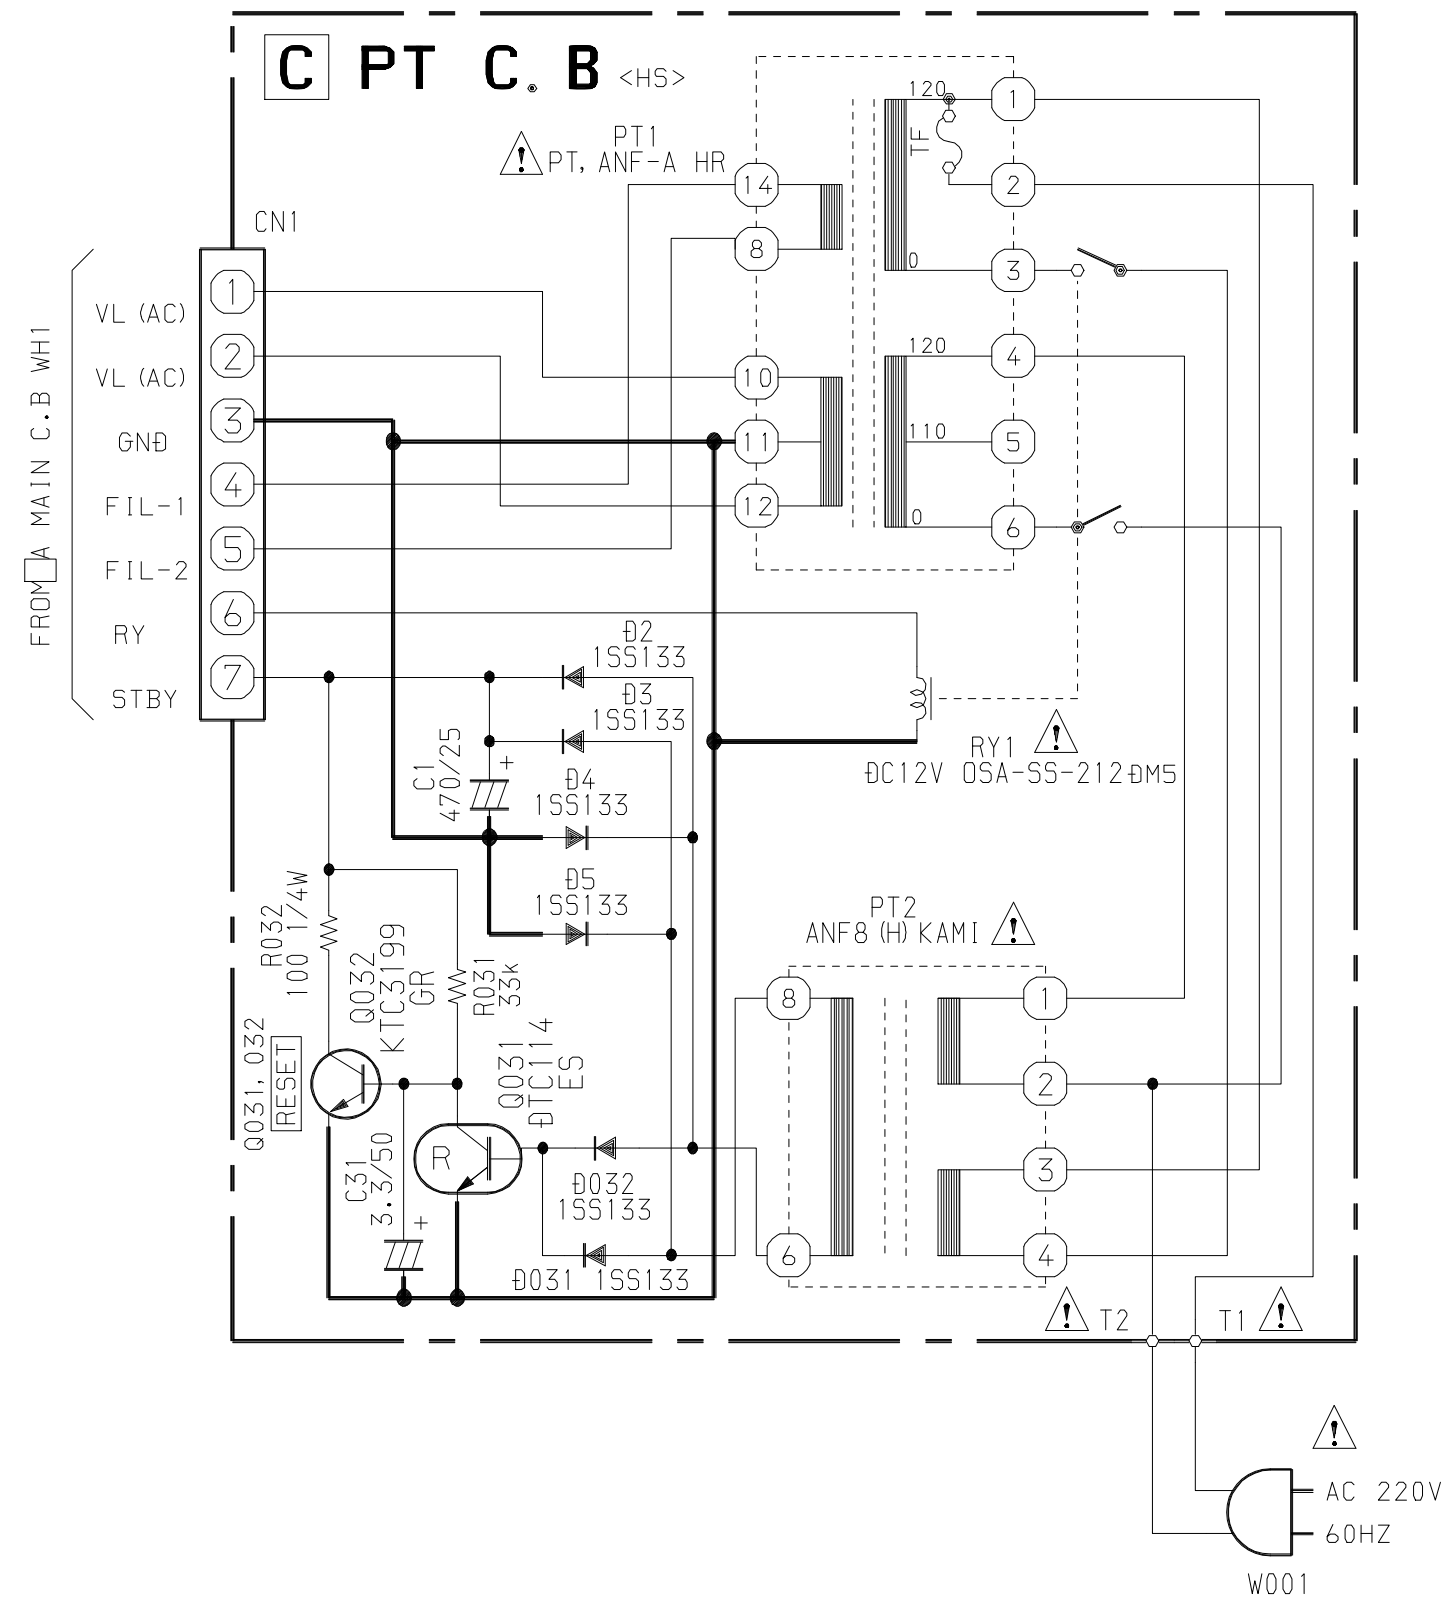 C PT C.B <HS>
PT1
PT, ANF-A HR
CN1
FROM A MAIN C.B WH1
1
VL (AC)
2
VL (AC)
3
GND
4
FIL-1
5
FIL-2
6
RY
7
STBY
14
8
10
11
12
120
TF
0
120
110
0
1
2
3
4
5
6
D2
1SS133
D3
1SS133
C1
470/25
+
D4
1SS133
D5
1SS133
RY1
DC12V OSA-SS-212DM5
R032
100 1/4W
Q032
KTC3199
GR
R031
33k
Q031, 032
RESET
Q031
DTC114
ES
R
C31
3.3/50
+
D032
1SS133
D031 1SS133
PT2
ANF8 (H) KAMI
8
6
1
2
3
4
T2
T1
AC 220V
60HZ
W001